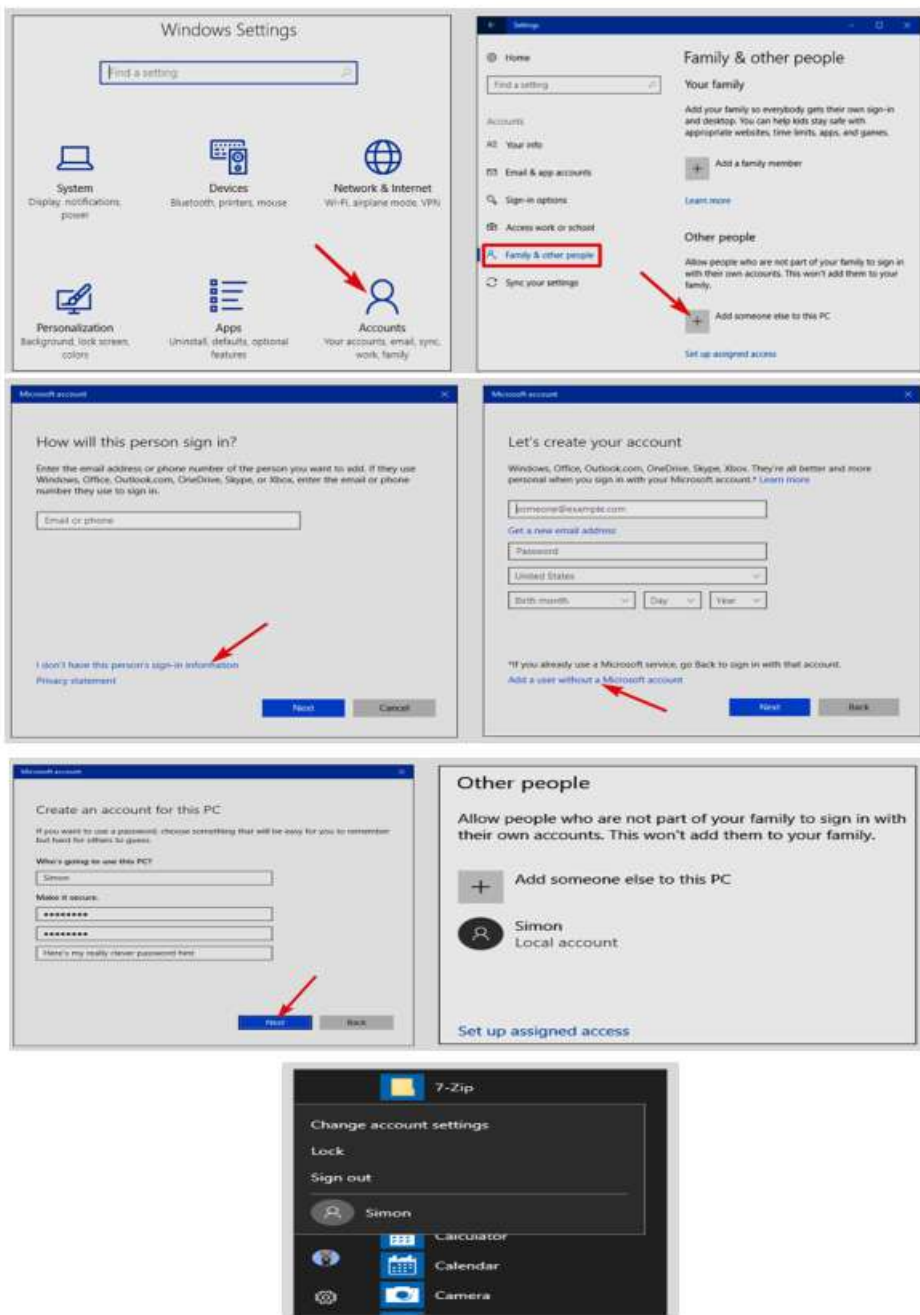 Windows Settings
Find a setting
System
Display, notifications,
power
Devices
Bluetooth, printers, mouse
Network & Internet
Wi-Fi, airplane mode, VPN
Personalization
Background, lock screen,
colors
Apps
Uninstall, defaults, optional
features
Accounts
Your accounts, email, sync,
work, family
Settings
Home
Find a setting
Accounts
Your info
Email & app accounts
Sign-in options
Access work or school
Family & other people
Sync your settings
Family & other people
Your family
Add your family so everybody gets their own sign-in
and desktop. You can help kids stay safe with
appropriate websites, time limits, apps, and games.
Add a family member
Learn more
Other people
Allow people who are not part of your family to sign in
with their own accounts. This won't add them to your
family.
Add someone else to this PC
Set up assigned access
Microsoft account
How will this person sign in?
Enter the email address or phone number of the person you want to add. If they use
Windows, Office, Outlook.com, OneDrive, Skype, or Xbox, enter the email or phone
number they use to sign in.
Email or phone
I don't have this person's sign-in information
Privacy statement
Next
Cancel
Microsoft account
Let's create your account
Windows, Office, Outlook.com, OneDrive, Skype, Xbox. They're all better and more
personal when you sign in with your Microsoft account.* Learn more
someone@example.com
Get a new email address
Password
United States
Birth month
Day
Year
*If you already use a Microsoft service, go Back to sign in with that account.
Add a user without a Microsoft account
Next
Back
Microsoft account
Create an account for this PC
If you want to use a password, choose something that will be easy for you to remember
but hard for others to guess.
Who's going to use this PC?
Simon
Make it secure.
Here's my really clever password hint
Next
Back
Other people
Allow people who are not part of your family to sign in with
their own accounts. This won't add them to your family.
Add someone else to this PC
Simon
Local account
Set up assigned access
7-Zip
Change account settings
Lock
Sign out
Simon
Calculator
Calendar
Camera